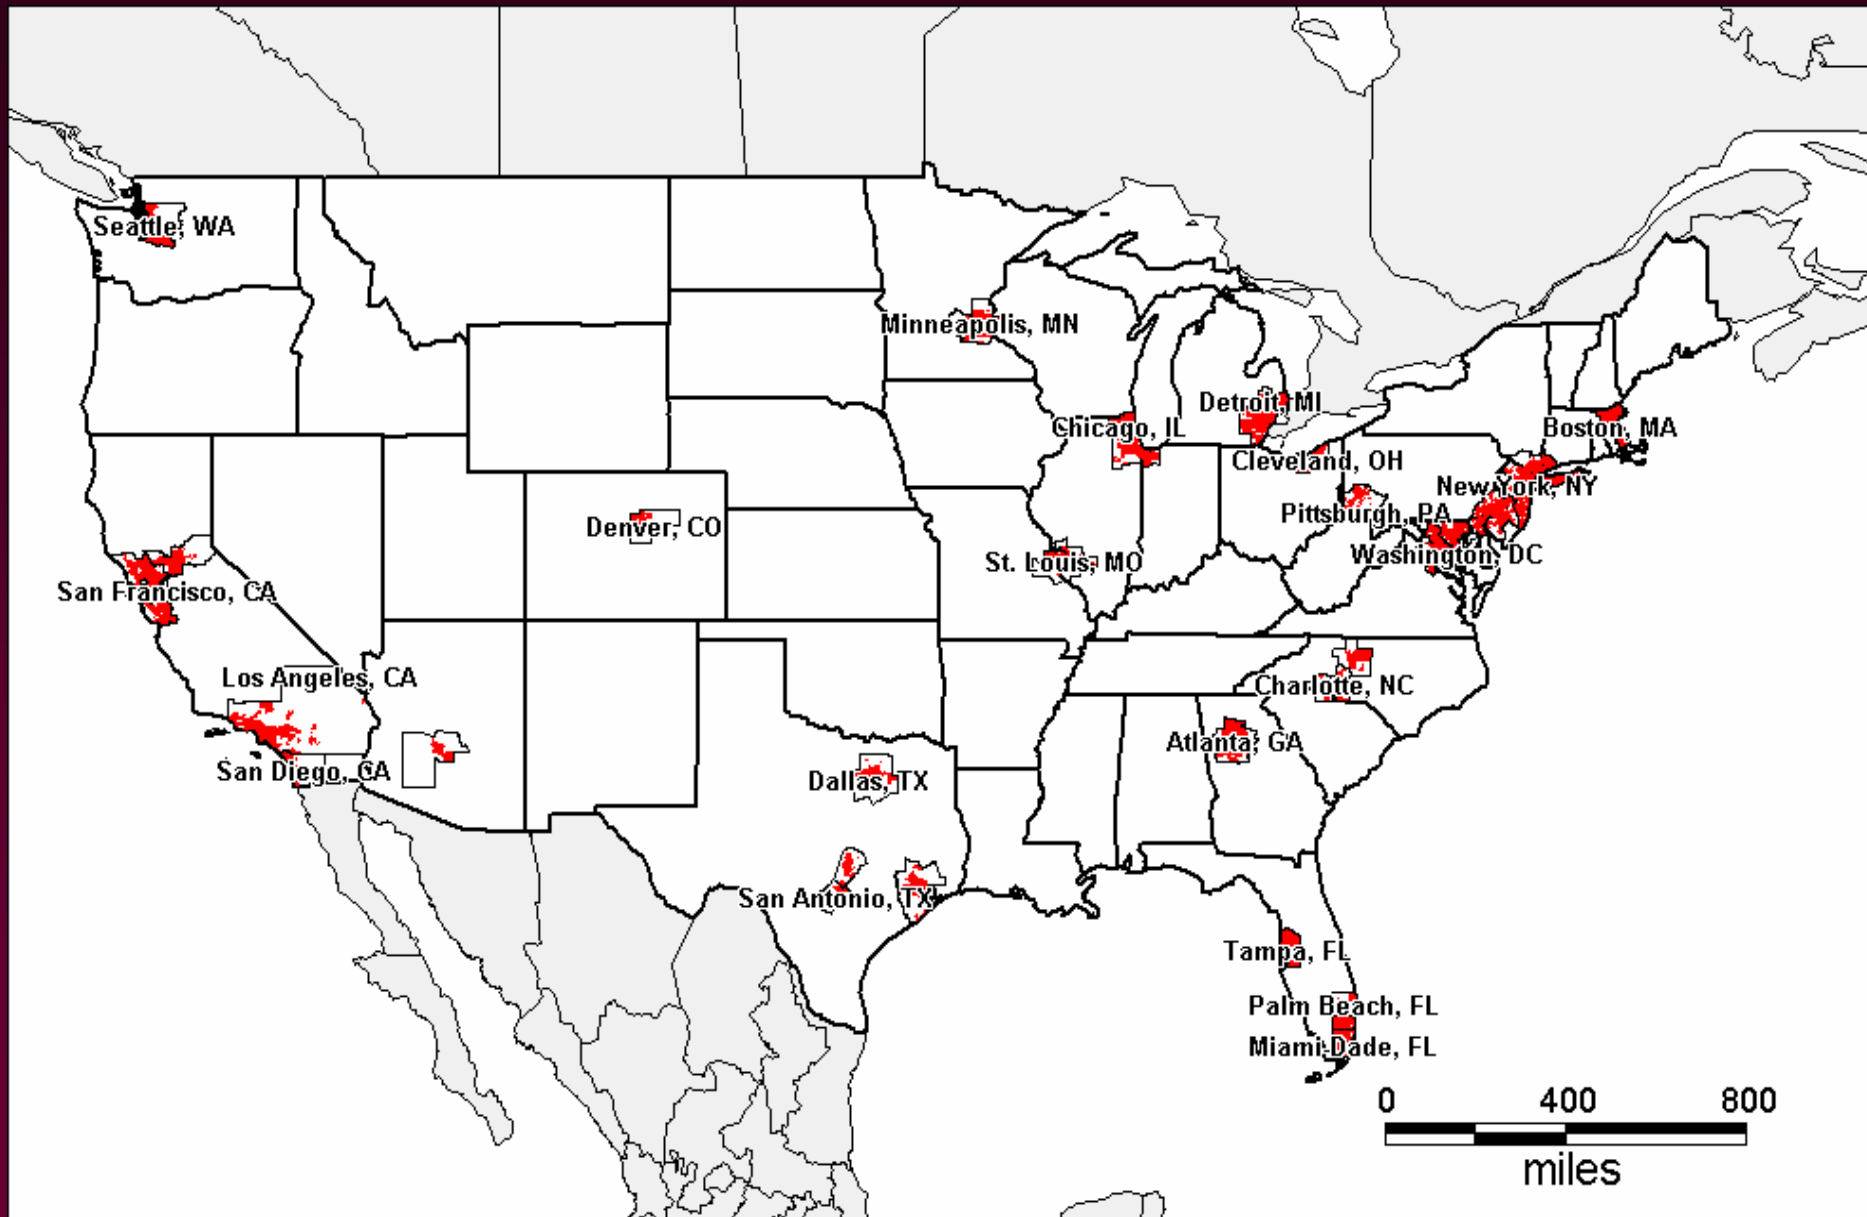 Seattle, WA
Minneapolis, MN
Detroit, MI
Chicago, IL
Boston, MA
Cleveland, OH
New York, NY
Pittsburgh, PA
Denver, CO
Washington, DC
St. Louis, MO
San Francisco, CA
Los Angeles, CA
Charlotte, NC
Atlanta, GA
San Diego, CA
Dallas, TX
San Antonio, TX
Tampa, FL
Palm Beach, FL
Miami-Dade, FL
0 400 800
miles